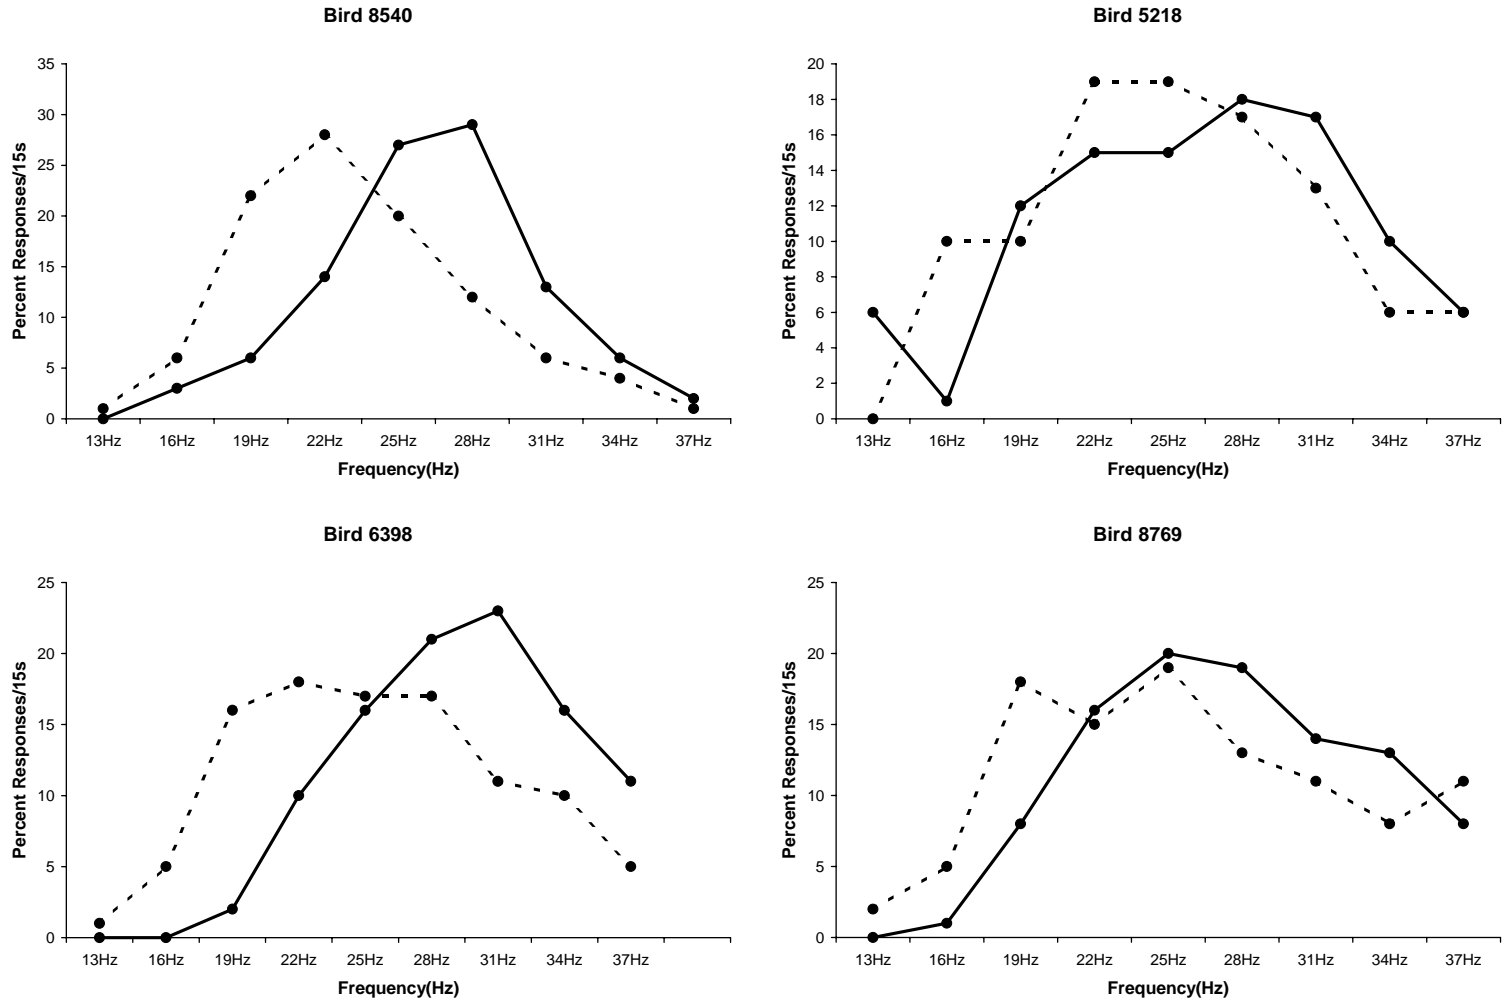 Bird 8540
35
30
25
20
15
10
5
0
Percent Responses/15s
13Hz 16Hz 19Hz 22Hz 25Hz 28Hz 31Hz 34Hz 37Hz
Frequency(Hz)
Bird 5218
20
18
16
14
12
10
8
6
4
2
0
Percent Responses/15s
13Hz 16Hz 19Hz 22Hz 25Hz 28Hz 31Hz 34Hz 37Hz
Frequency(Hz)
Bird 6398
25
20
15
10
5
0
Percent Responses/15s
13Hz 16Hz 19Hz 22Hz 25Hz 28Hz 31Hz 34Hz 37Hz
Frequency(Hz)
Bird 8769
25
20
15
10
5
0
Percent Responses/15s
13Hz 16Hz 19Hz 22Hz 25Hz 28Hz 31Hz 34Hz 37Hz
Frequency(Hz)